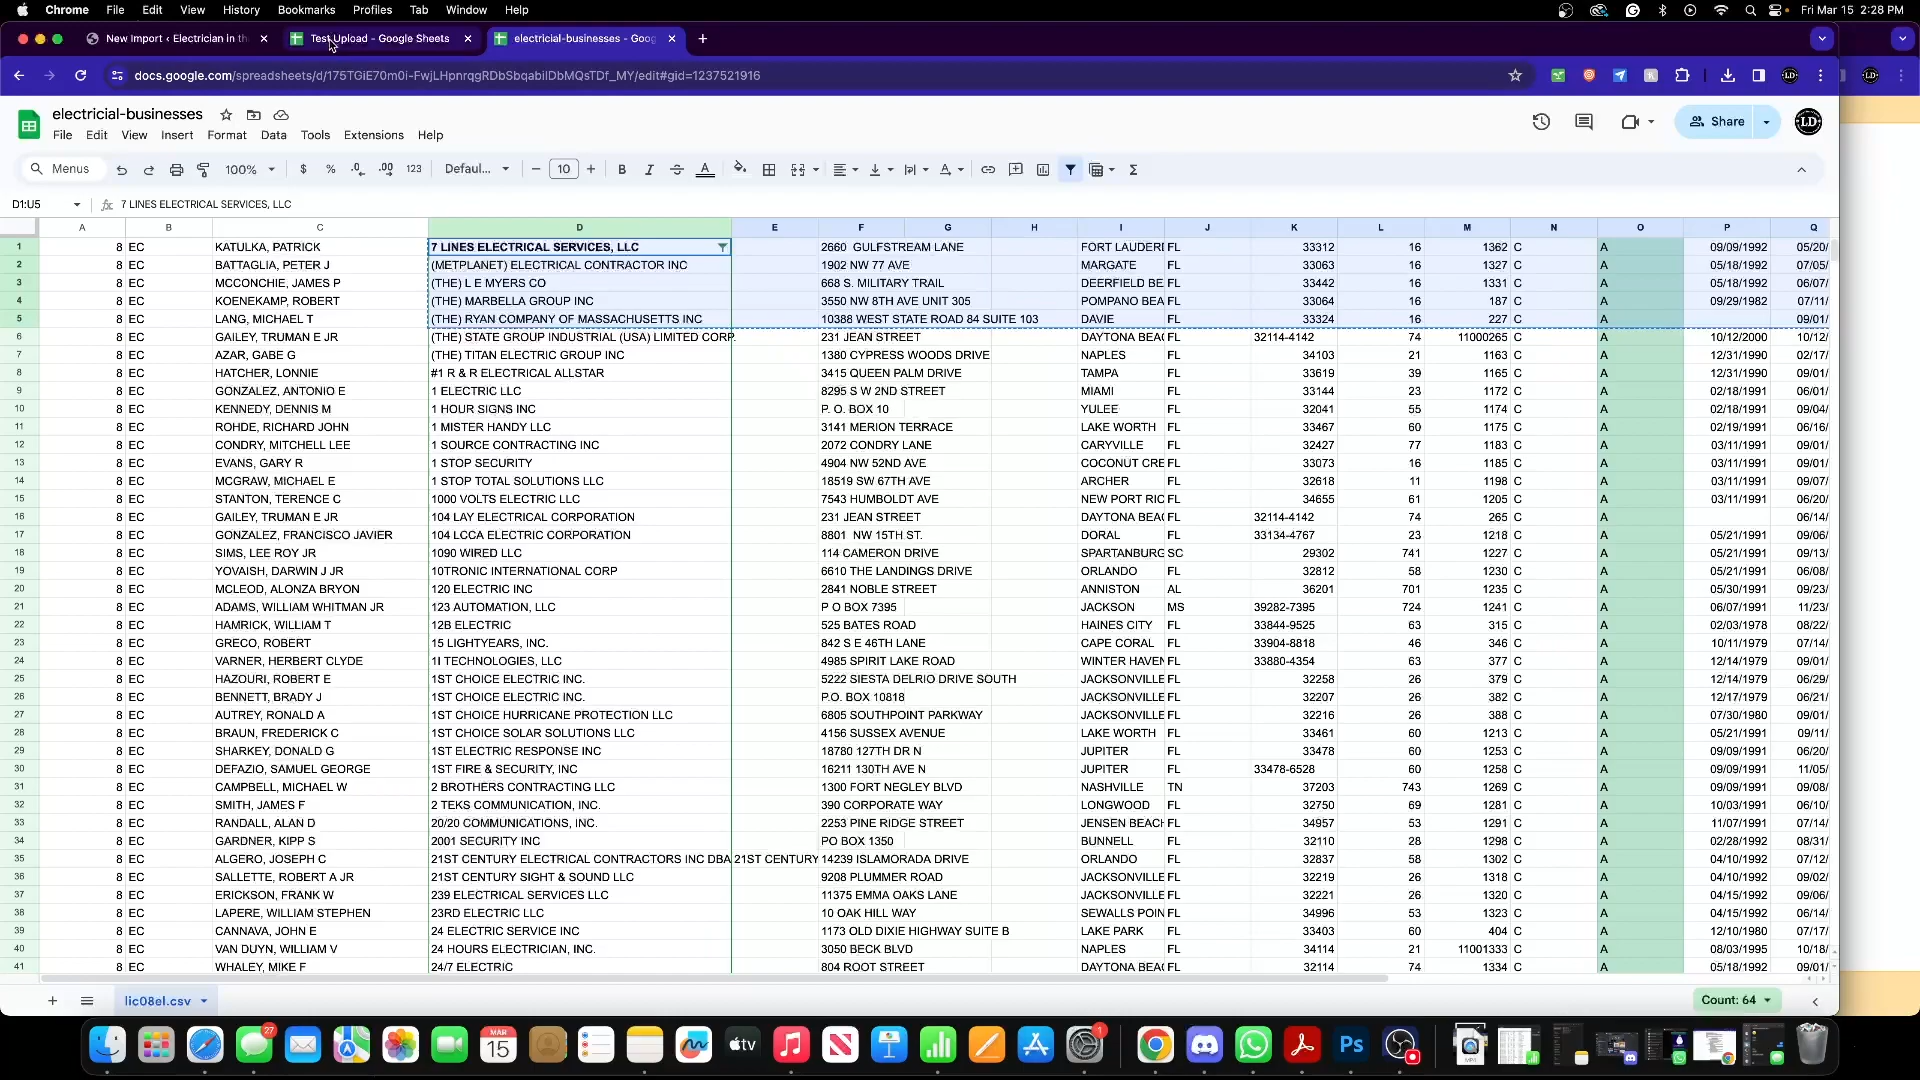 Chrome File Edit View History Bookmarks Profiles Tab Window Help Fri Mar 15 2:28 PM
New Import ‹ Electrician in th Test Upload - Google Sheets electricial-businesses - Goog
docs.google.com/spreadsheets/d/175TGiE70m0i-FwjLHpnrqgRDbSbqabilDbMQsTDf_MY/edit#gid=1237521916
electricial-businesses
File Edit View Insert Format Data Tools Extensions Help
Share LD
Menus 100% $ % .0 .00 123 Defaul... 10 B I A Σ
D1:U5 fx 7 LINES ELECTRICAL SERVICES, LLC
A B C D E F G H I J K L M N O P Q
1 8 EC KATULKA, PATRICK 7 LINES ELECTRICAL SERVICES, LLC 2660 GULFSTREAM LANE FORT LAUDERI FL 33312 16 1362 C A 09/09/1992 05/20/
2 8 EC BATTAGLIA, PETER J (METPLANET) ELECTRICAL CONTRACTOR INC 1902 NW 77 AVE MARGATE FL 33063 16 1327 C A 05/18/1992 07/05/
3 8 EC MCCONCHIE, JAMES P (THE) L E MYERS CO 668 S. MILITARY TRAIL DEERFIELD BE FL 33442 16 1331 C A 05/18/1992 06/07/
4 8 EC KOENEKAMP, ROBERT (THE) MARBELLA GROUP INC 3550 NW 8TH AVE UNIT 305 POMPANO BEA FL 33064 16 187 C A 09/29/1982 07/11/
5 8 EC LANG, MICHAEL T (THE) RYAN COMPANY OF MASSACHUSETTS INC 10388 WEST STATE ROAD 84 SUITE 103 DAVIE FL 33324 16 227 C A 09/01/
6 8 EC GAILEY, TRUMAN E JR (THE) STATE GROUP INDUSTRIAL (USA) LIMITED CORP. 231 JEAN STREET DAYTONA BEAC FL 32114-4142 74 11000265 C A 10/12/2000 10/12/
7 8 EC AZAR, GABE G (THE) TITAN ELECTRIC GROUP INC 1380 CYPRESS WOODS DRIVE NAPLES FL 34103 21 1163 C A 12/31/1990 02/17/
8 8 EC HATCHER, LONNIE #1 R & R ELECTRICAL ALLSTAR 3415 QUEEN PALM DRIVE TAMPA FL 33619 39 1165 C A 12/31/1990 09/01/
9 8 EC GONZALEZ, ANTONIO E 1 ELECTRIC LLC 8295 S W 2ND STREET MIAMI FL 33144 23 1172 C A 02/18/1991 06/01/
10 8 EC KENNEDY, DENNIS M 1 HOUR SIGNS INC P. O. BOX 10 YULEE FL 32041 55 1174 C A 02/18/1991 09/04/
11 8 EC ROHDE, RICHARD JOHN 1 MISTER HANDY LLC 3141 MERION TERRACE LAKE WORTH FL 33467 60 1175 C A 02/19/1991 06/16/
12 8 EC CONDRY, MITCHELL LEE 1 SOURCE CONTRACTING INC 2072 CONDRY LANE CARYVILLE FL 32427 77 1183 C A 03/11/1991 09/01/
13 8 EC EVANS, GARY R 1 STOP SECURITY 4904 NW 52ND AVE COCONUT CRE FL 33073 16 1185 C A 03/11/1991 09/01/
14 8 EC MCGRAW, MICHAEL E 1 STOP TOTAL SOLUTIONS LLC 18519 SW 67TH AVE ARCHER FL 32618 11 1198 C A 03/11/1991 09/07/
15 8 EC STANTON, TERENCE C 1000 VOLTS ELECTRIC LLC 7543 HUMBOLDT AVE NEW PORT RIC FL 34655 61 1205 C A 03/11/1991 06/20/
16 8 EC GAILEY, TRUMAN E JR 104 LAY ELECTRICAL CORPORATION 231 JEAN STREET DAYTONA BEAC FL 32114-4142 74 265 C A 06/14/
17 8 EC GONZALEZ, FRANCISCO JAVIER 104 LCCA ELECTRIC CORPORATION 8801 NW 15TH ST. DORAL FL 33134-4767 23 1218 C A 05/21/1991 09/06/
18 8 EC SIMS, LEE ROY JR 1090 WIRED LLC 114 CAMERON DRIVE SPARTANBURG SC 29302 741 1227 C A 05/21/1991 09/13/
19 8 EC YOVAISH, DARWIN J JR 10TRONIC INTERNATIONAL CORP 6610 THE LANDINGS DRIVE ORLANDO FL 32812 58 1230 C A 05/21/1991 06/08/
20 8 EC MCLEOD, ALONZA BRYON 120 ELECTRIC INC 2841 NOBLE STREET ANNISTON AL 36201 701 1235 C A 05/30/1991 09/23/
21 8 EC ADAMS, WILLIAM WHITMAN JR 123 AUTOMATION, LLC P O BOX 7395 JACKSON MS 39282-7395 724 1241 C A 06/07/1991 11/23/
22 8 EC HAMRICK, WILLIAM T 12B ELECTRIC 525 BATES ROAD HAINES CITY FL 33844-9525 63 315 C A 02/03/1978 08/22/
23 8 EC GRECO, ROBERT 15 LIGHTYEARS, INC. 842 S E 46TH LANE CAPE CORAL FL 33904-8818 46 346 C A 10/11/1979 07/14/
24 8 EC VARNER, HERBERT CLYDE 1I TECHNOLOGIES, LLC 4985 SPIRIT LAKE ROAD WINTER HAVEN FL 33880-4354 63 377 C A 12/14/1979 09/01/
25 8 EC HAZOURI, ROBERT E 1ST CHOICE ELECTRIC INC. 5222 SIESTA DELRIO DRIVE SOUTH JACKSONVILLE FL 32258 26 379 C A 12/14/1979 06/29/
26 8 EC BENNETT, BRADY J 1ST CHOICE ELECTRIC INC. P.O. BOX 10818 JACKSONVILLE FL 32207 26 382 C A 12/17/1979 06/21/
27 8 EC AUTREY, RONALD A 1ST CHOICE HURRICANE PROTECTION LLC 6805 SOUTHPOINT PARKWAY JACKSONVILLE FL 32216 26 388 C A 07/30/1980 09/01/
28 8 EC BRAUN, FREDERICK C 1ST CHOICE SOLAR SOLUTIONS LLC 4156 SUSSEX AVENUE LAKE WORTH FL 33461 60 1213 C A 05/21/1991 09/11/
29 8 EC SHARKEY, DONALD G 1ST ELECTRIC RESPONSE INC 18780 127TH DR N JUPITER FL 33478 60 1253 C A 09/09/1991 06/20/
30 8 EC DEFAZIO, SAMUEL GEORGE 1ST FIRE & SECURITY, INC 16211 130TH AVE N JUPITER FL 33478-6528 60 1258 C A 09/09/1991 11/05/
31 8 EC CAMPBELL, MICHAEL W 2 BROTHERS CONTRACTING LLC 1300 FORT NEGLEY BLVD NASHVILLE TN 37203 743 1269 C A 09/09/1991 09/08/
32 8 EC SMITH, JAMES F 2 TEKS COMMUNICATION, INC. 390 CORPORATE WAY LONGWOOD FL 32750 69 1281 C A 10/03/1991 06/10/
33 8 EC RANDALL, ALAN D 20/20 COMMUNICATIONS, INC. 2253 PINE RIDGE STREET JENSEN BEACH FL 34957 53 1291 C A 11/07/1991 07/14/
34 8 EC GARDNER, KIPP S 2001 SECURITY INC PO BOX 1350 BUNNELL FL 32110 28 1298 C A 02/28/1992 08/31/
35 8 EC ALGERO, JOSEPH C 21ST CENTURY ELECTRICAL CONTRACTORS INC DBA 21ST CENTURY 14239 ISLAMORADA DRIVE ORLANDO FL 32837 58 1302 C A 04/10/1992 07/12/
36 8 EC SALLETTE, ROBERT A JR 21ST CENTURY SIGHT & SOUND LLC 9208 PLUMMER ROAD JACKSONVILLE FL 32219 26 1318 C A 04/10/1992 09/02/
37 8 EC ERICKSON, FRANK W 239 ELECTRICAL SERVICES LLC 11375 EMMA OAKS LANE JACKSONVILLE FL 32221 26 1320 C A 04/15/1992 09/06/
38 8 EC LAPERE, WILLIAM STEPHEN 23RD ELECTRIC LLC 10 OAK HILL WAY SEWALLS POIN FL 34996 53 1323 C A 04/15/1992 06/14/
39 8 EC CANNAVA, JOHN E 24 ELECTRIC SERVICE INC 1173 OLD DIXIE HIGHWAY SUITE B LAKE PARK FL 33403 60 404 C A 12/10/1980 07/17/
40 8 EC VAN DUYN, WILLIAM V 24 HOURS ELECTRICIAN, INC. 3050 BECK BLVD NAPLES FL 34114 21 11001333 C A 08/03/1995 10/18/
41 8 EC WHALEY, MIKE F 24/7 ELECTRIC 804 ROOT STREET DAYTONA BEAC FL 32114 74 1334 C A 05/18/1992 09/01/
lic08el.csv Count: 64
27 MAR 15 tv 1 Ps